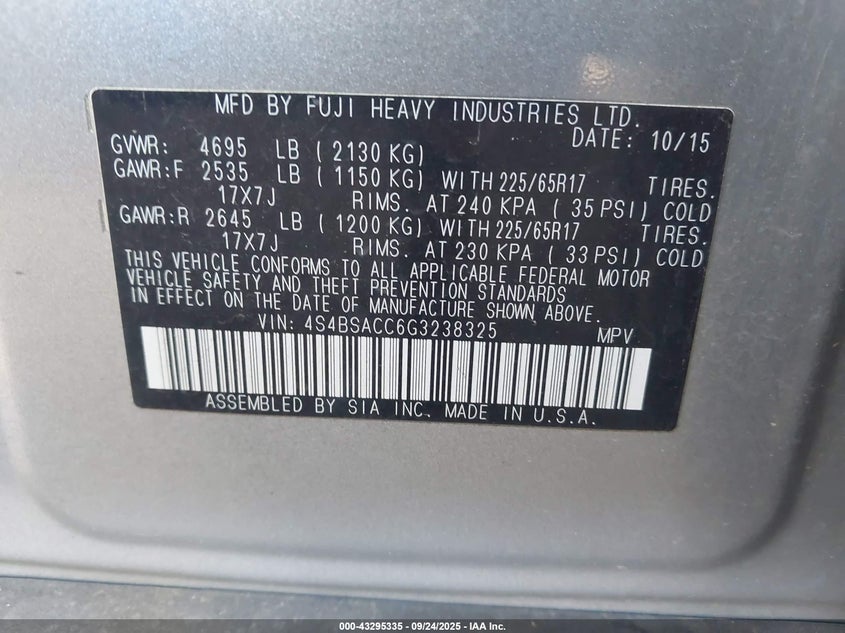 MFD BY FUJI HEAVY INDUSTRIES LTD.
DATE: 10/15
GVWR: 4695 LB ( 2130 KG)
GAWR:F 2535 LB ( 1150 KG) WITH 225/65R17 TIRES.
17X7J RIMS. AT 240 KPA ( 35 PSI) COLD
GAWR:R 2645 LB ( 1200 KG) WITH 225/65R17 TIRES.
17X7J RIMS. AT 230 KPA ( 33 PSI) COLD
THIS VEHICLE CONFORMS TO ALL APPLICABLE FEDERAL MOTOR
VEHICLE SAFETY AND THEFT PREVENTION STANDARDS
IN EFFECT ON THE DATE OF MANUFACTURE SHOWN ABOVE.
VIN: 4S4BSACC6G3238325 MPV
ASSEMBLED BY SIA INC. MADE IN U.S.A.
000-43295335 - 09/24/2025 - IAA Inc.